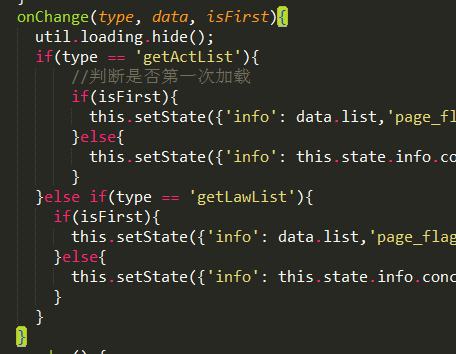 onChange(type, data, isFirst){
util.loading.hide();
if(type == 'getActList'){
//判断是否第一次加载
if(isFirst){
this.setState({'info': data.list,'page_fl
}else{
this.setState({'info': this.state.info.co
}
}else if(type == 'getLawList'){
if(isFirst){
this.setState({'info': data.list,'page_flag
}else{
this.setState({'info': this.state.info.conc
}
}
}